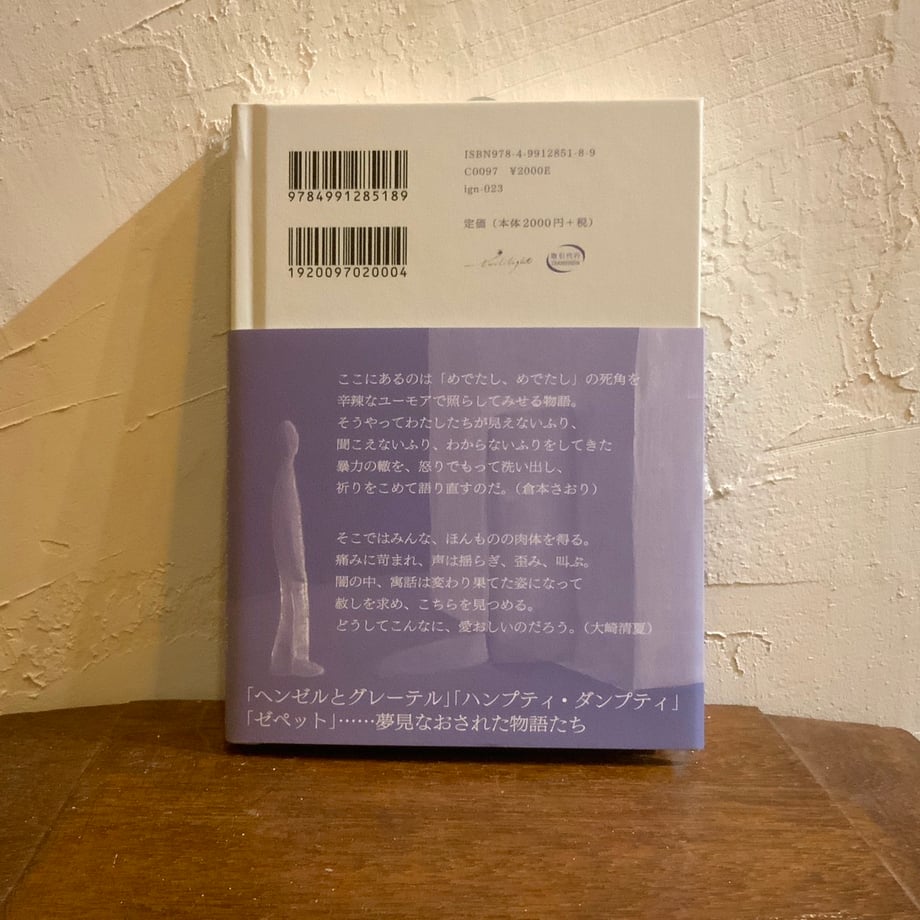 9784991285189
ISBN978-4-9912851-8-9
C0097 ¥2000E
ign-023
1920097020004
定価（本体2000円＋税）
twililight
取引代行
TRANSVIEW
ここにあるのは「めでたし、めでたし」の死角を
辛辣なユーモアで照らしてみせる物語。
そうやってわたしたちが見えないふり、
聞こえないふり、わからないふりをしてきた
暴力の轍を、怒りでもって洗い出し、
祈りをこめて語り直すのだ。（倉本さおり）
そこではみんな、ほんものの肉体を得る。
痛みに苛まれ、声は揺らぎ、歪み、叫ぶ。
闇の中、寓話は変わり果てた姿になって
赦しを求め、こちらを見つめる。
どうしてこんなに、愛おしいのだろう。（大崎清夏）
「ヘンゼルとグレーテル」「ハンプティ・ダンプティ」
「ゼペット」……夢見なおされた物語たち